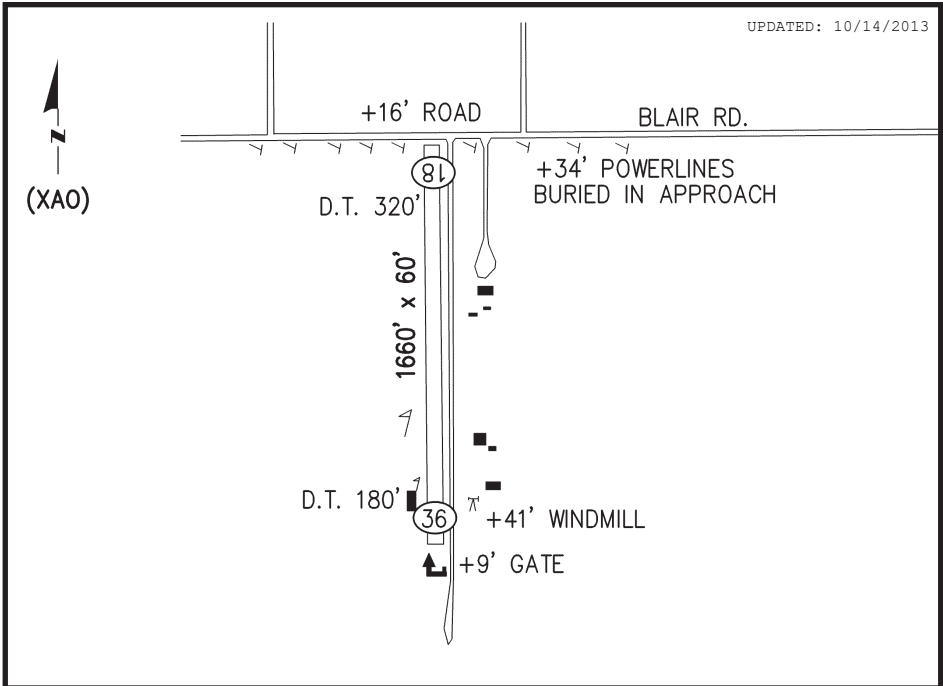 UPDATED: 10/14/2013
+16' ROAD
BLAIR RD.
N
(XAO)
18
+34' POWERLINES
BURIED IN APPROACH
D.T. 320'
1660' x 60'
D.T. 180'
36
+41' WINDMILL
+9' GATE
L